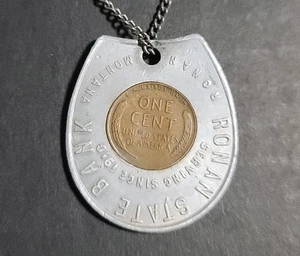 RONAN STATE BANK
RONAN MONTANA
SERVING SINCE 1910
ONE
CENT
UNITED STATES
OF AMERICA